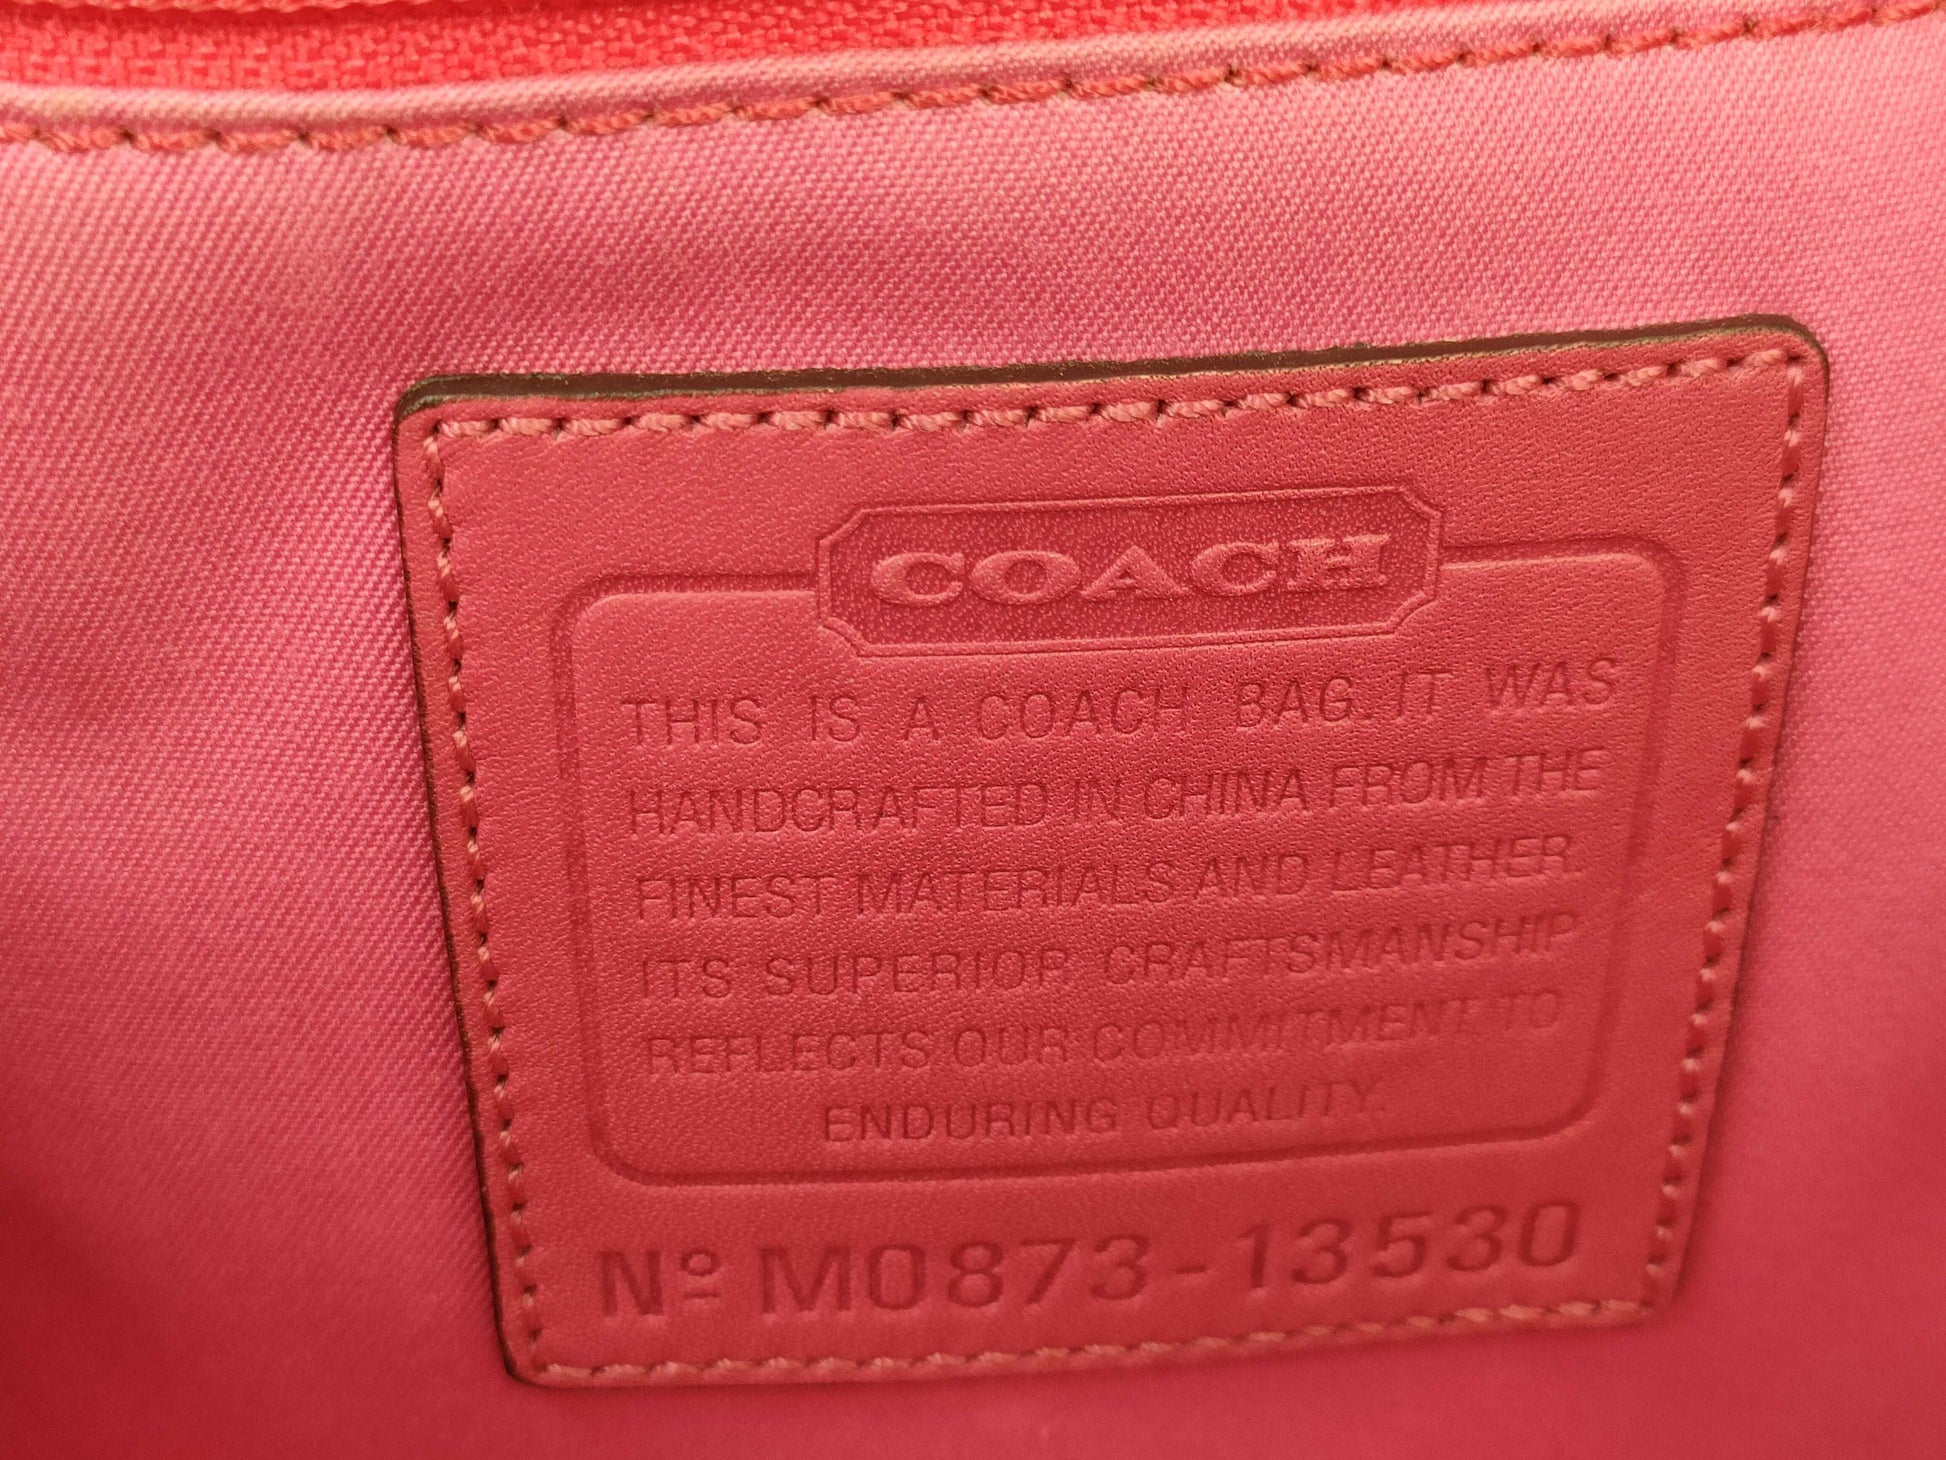 COACH
THIS IS A COACH BAG. IT WAS
HANDCRAFTED IN CHINA FROM THE
FINEST MATERIALS AND LEATHER.
ITS SUPERIOR CRAFTSMANSHIP
REFLECTS OUR COMMITMENT TO
ENDURING QUALITY.
Nº M0873-13530